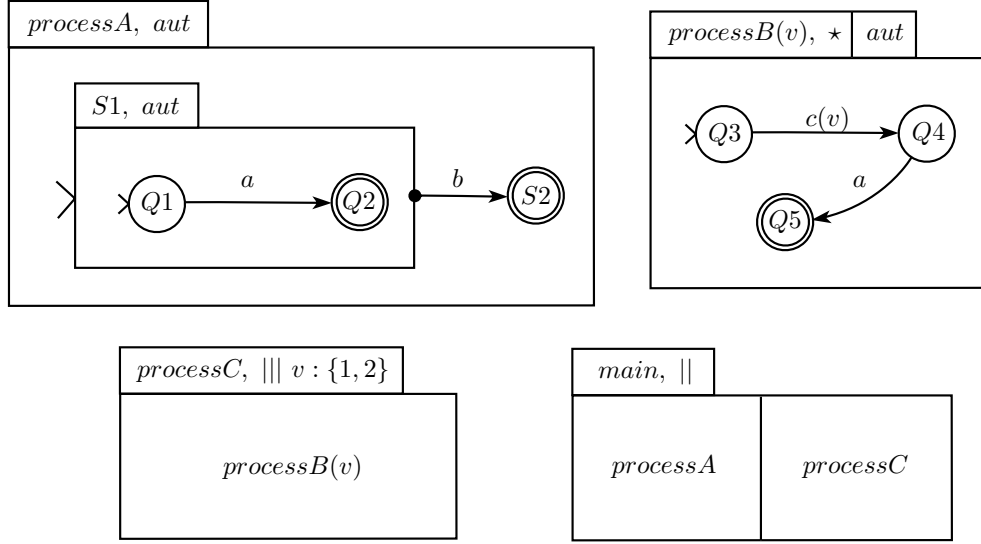 processA, aut
S1, aut
Q1
a
Q2
b
S2
processB(v), ⋆
aut
Q3
c(v)
Q4
a
Q5
processC, ||| v : {1, 2}
processB(v)
main, ||
processA
processC